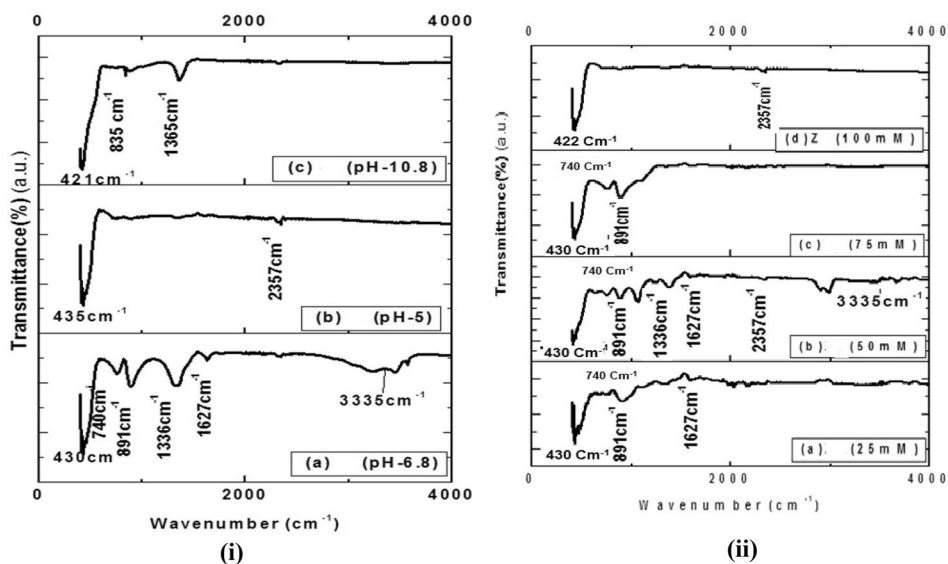 0 2000 4000
835 cm-1
1365cm-1
421cm-1
(c) (pH-10.8)
2357cm-1
435cm-1
(b) (pH-5)
740cm-1
891cm-1
1336cm-1
1627cm-1
3335cm-1
430cm-1
(a) (pH-6.8)
0 2000 4000
Wavenumber (cm-1)
Transmittance(%) (a.u.)
(i)
0 2000 4000
2357cm-1
422 Cm-1
(d)Z (100mM)
740 Cm-1
891cm-1
430 Cm-1
(c) (75mM)
740 Cm-1
891cm-1
1336cm-1
1627cm-1
2357cm-1
3335cm-1
430 Cm-1
(b). (50mM)
740 Cm-1
891cm-1
1627cm-1
430 Cm-1
(a). (25mM)
0 2000 4000
Wavenumber (cm-1)
Transmittance(%) (a.u.)
(ii)